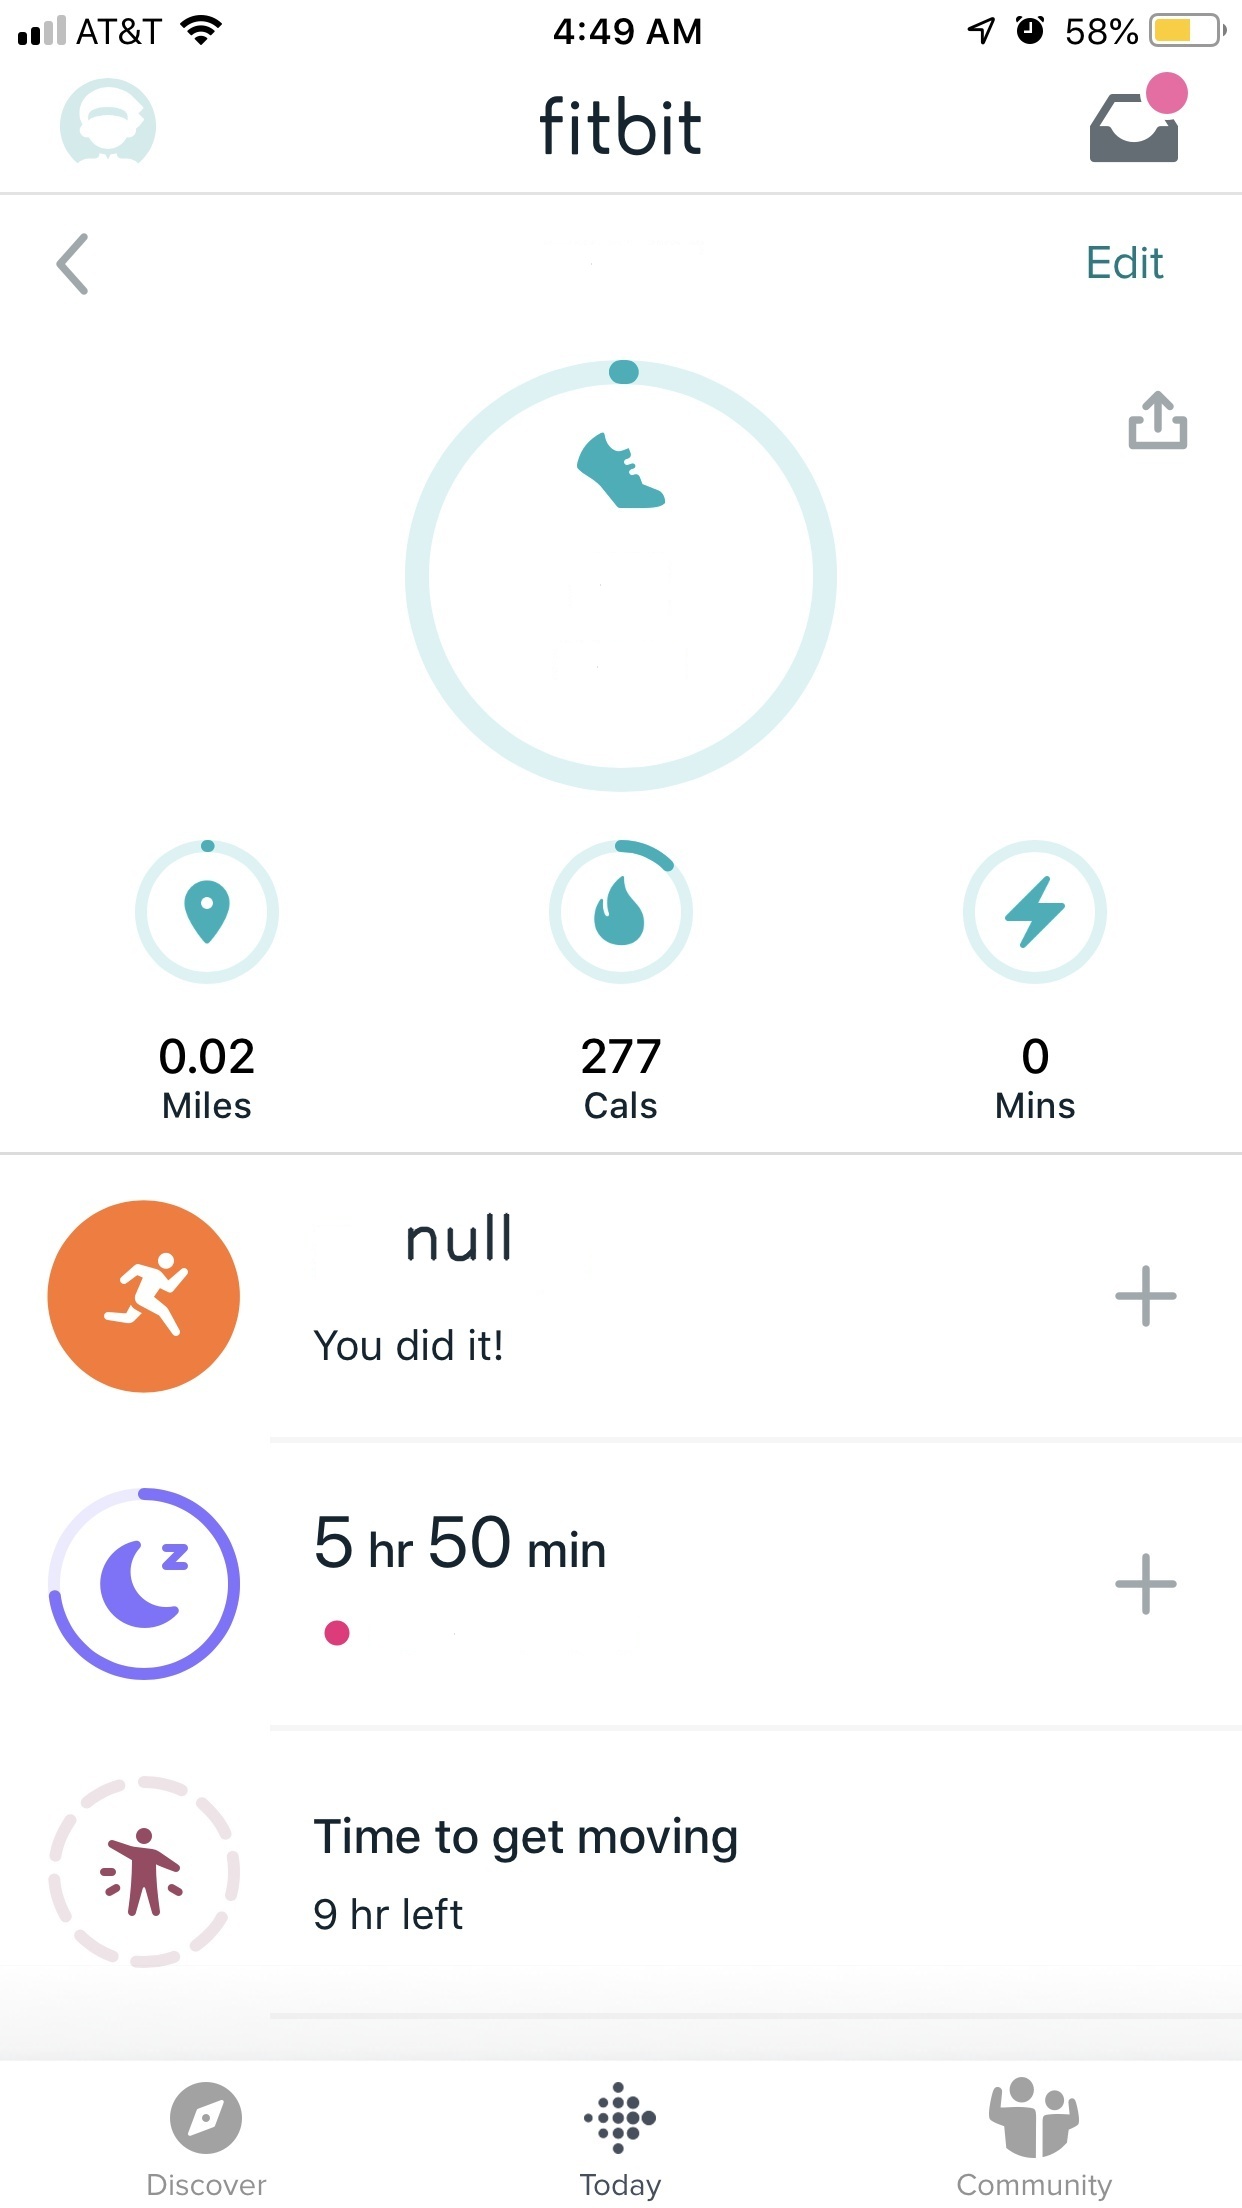 AT&T 4:49 AM 58%
fitbit
Edit
0.02 277 0
Miles Cals Mins
null
You did it!
5 hr 50 min
Time to get moving
9 hr left
Discover Today Community